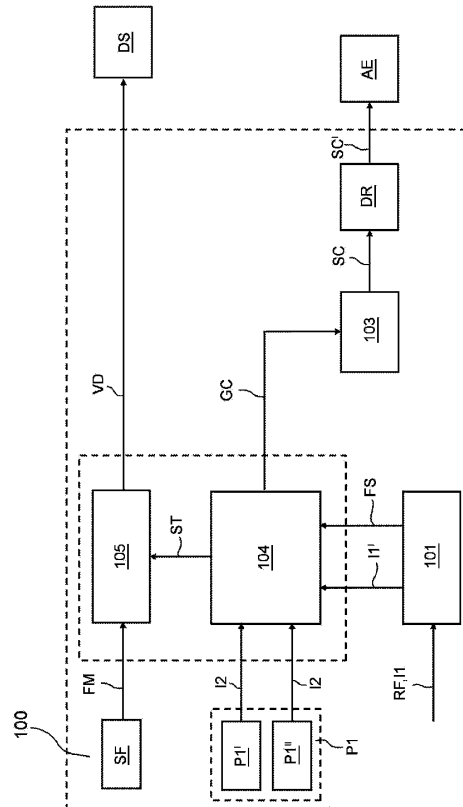 100
SF
FM
105
VD
DS
ST
P1'
P1"
P1
I2
I2
104
GC
I1'
FS
RF,I1
101
103
SC
DR
SC'
AE